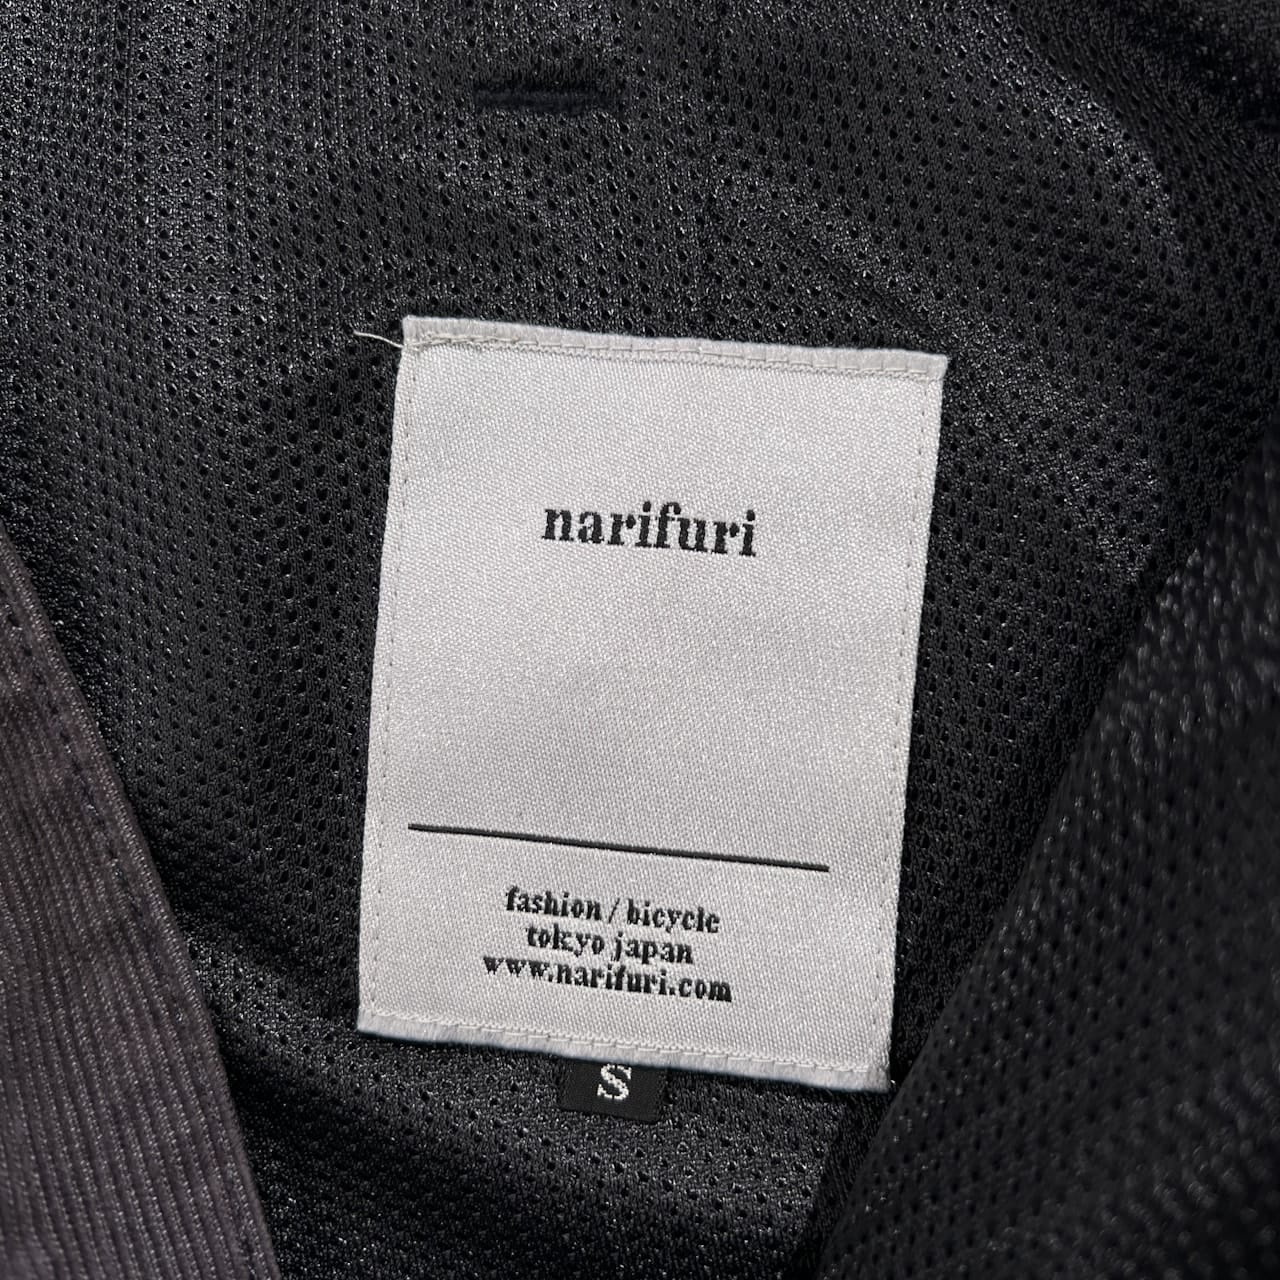 narifuri
fashion / bicycle
tokyo japan
www.narifuri.com
S